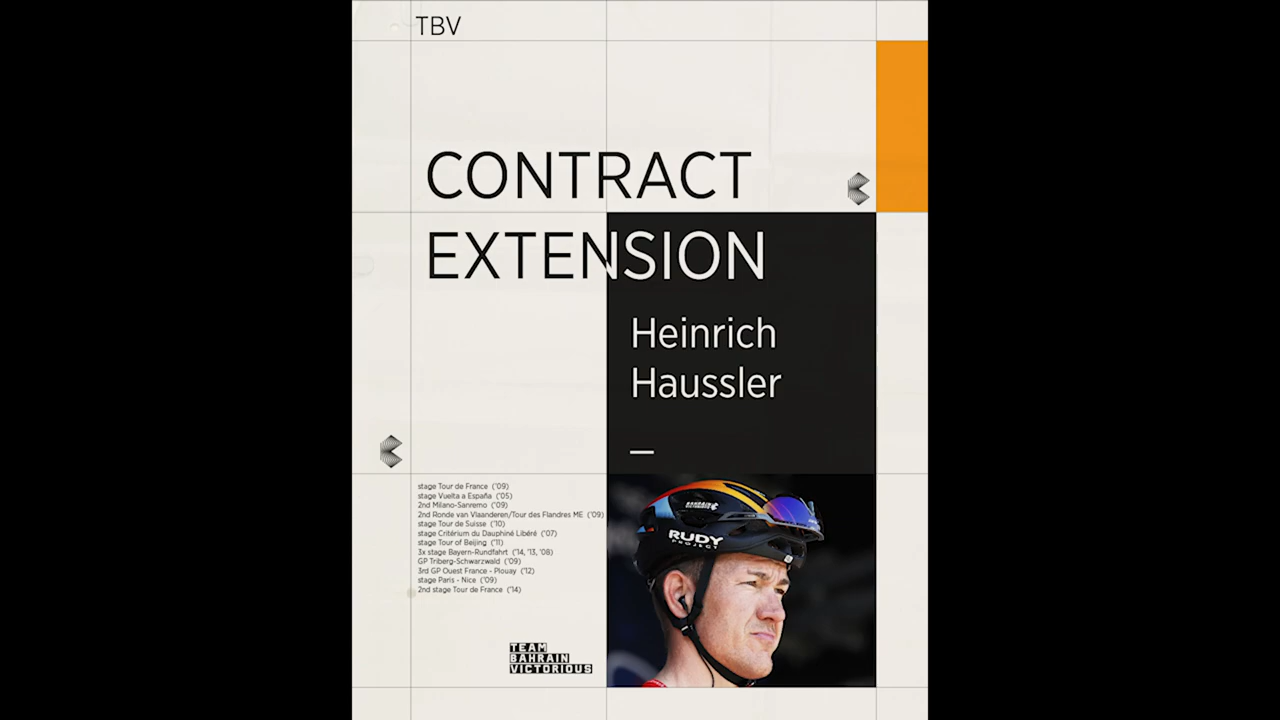 TBV
CONTRACT
EXTENSION
Heinrich
Haussler
stage Tour de France ('09)
stage Vuelta a España ('05)
2nd Milano-Sanremo ('09)
2nd Ronde van Vlaanderen/Tour des Flandres ME ('09)
stage Tour de Suisse ('10)
stage Critérium du Dauphiné Libéré ('07)
stage Tour of Beijing ('11)
3x stage Bayern-Rundfahrt ('14, '13, '08)
GP Triberg-Schwarzwald ('09)
3rd GP Ouest France - Plouay ('12)
stage Paris - Nice ('09)
2nd stage Tour de France ('14)
TEAM
BAHRAIN
VICTORIOUS
BAHRAIN
VICTORIOUS
RUDY
PROJECT